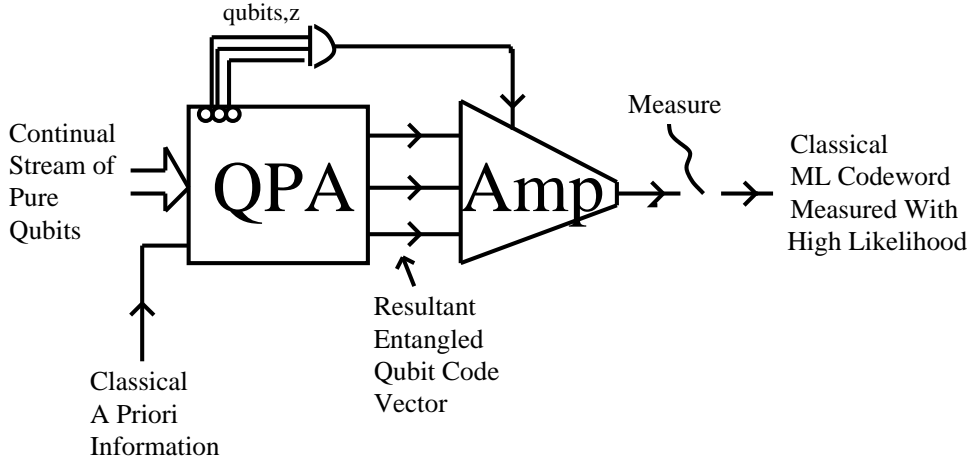 qubits,z
Continual
Stream of
Pure
Qubits
QPA
Amp
Measure
Classical
ML Codeword
Measured With
High Likelihood
Resultant
Entangled
Qubit Code
Vector
Classical
A Priori
Information